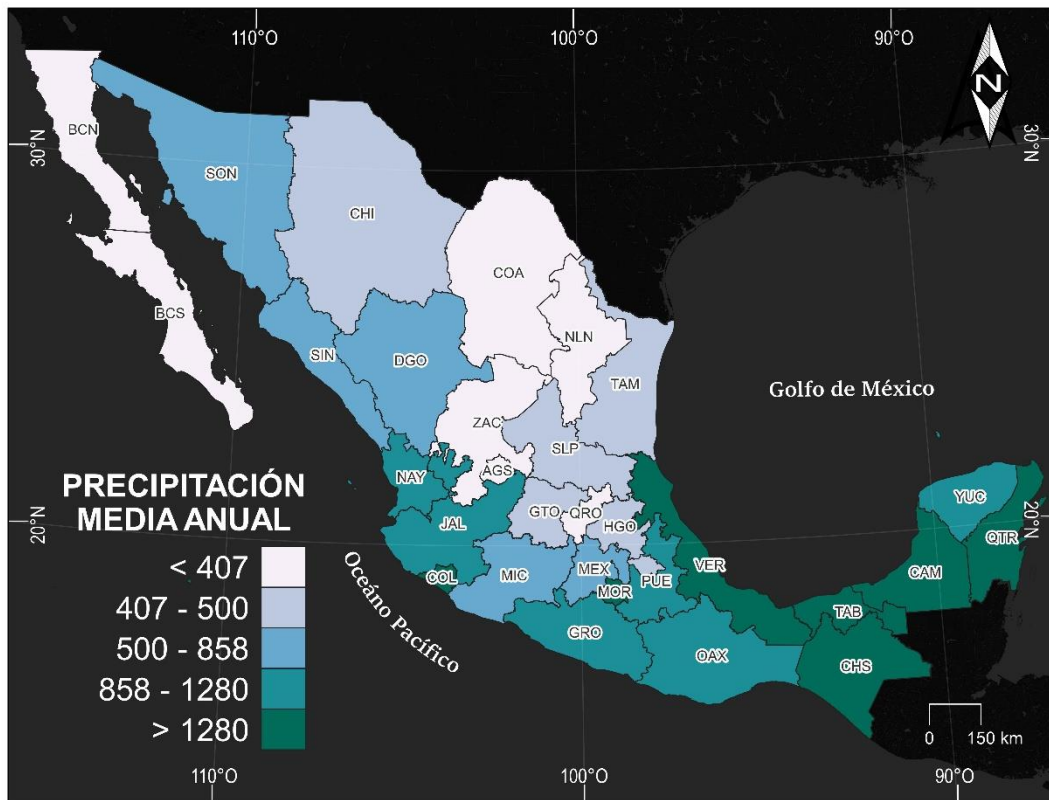 110°O
100°O
90°O
N
30°N
30°N
BCN
SON
CHI
COA
BCS
NLN
SIN
DGO
TAM
Golfo de México
ZAC
SLP
AGS
NAY
PRECIPITACIÓN
MEDIA ANUAL
GTO
QRO
YUC
20°N
20°N
JAL
HGO
QTR
Oceáno Pacífico
< 407
407 - 500
500 - 858
858 - 1280
> 1280
COL
MIC
MEX
MOR
PUE
VER
CAM
TAB
GRO
OAX
CHS
0 150 km
110°O
100°O
90°O